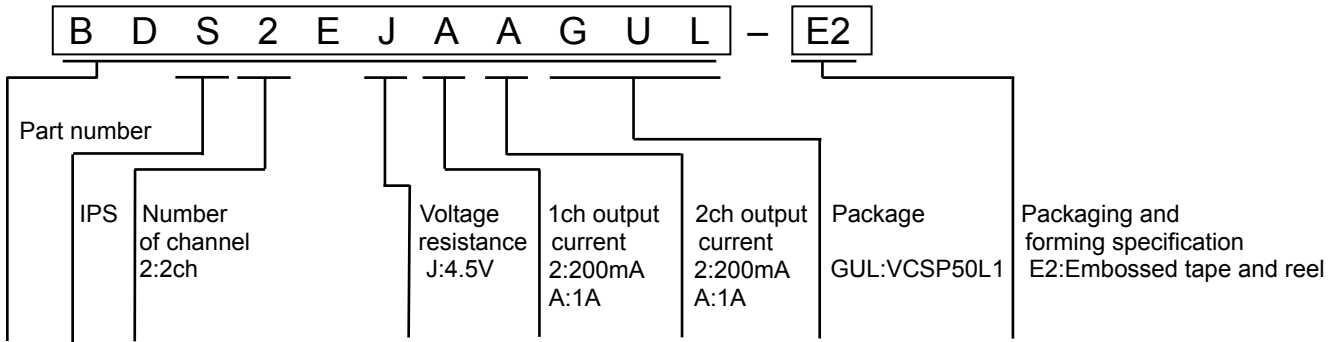 B D S 2 E J A A G U L – E2
Part number
IPS
Number
of channel
2:2ch
Voltage
resistance
J:4.5V
1ch output
current
2:200mA
A:1A
2ch output
current
2:200mA
A:1A
Package
GUL:VCSP50L1
Packaging and
forming specification
E2:Embossed tape and reel